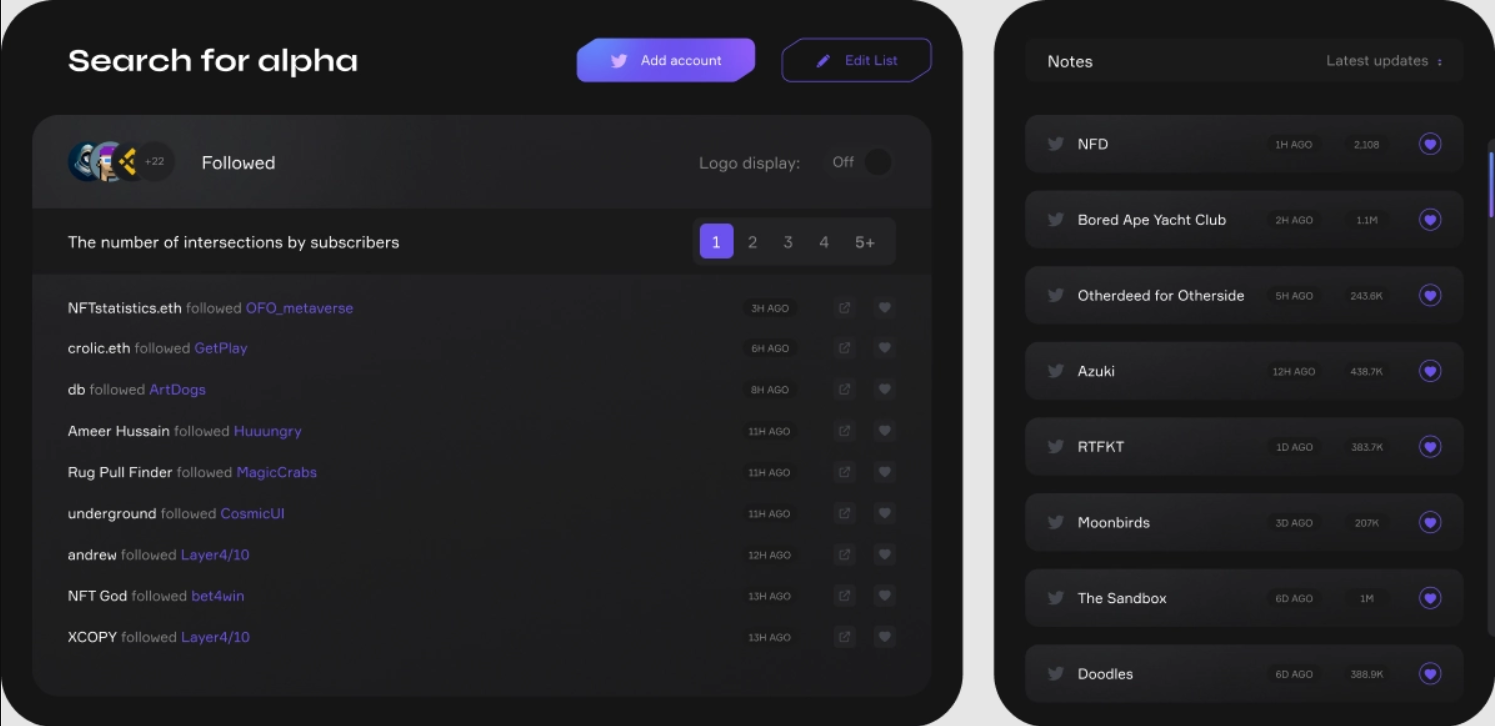 Search for alpha
Add account
Edit List
+22
Followed
Logo display:
Off
The number of intersections by subscribers
1 2 3 4 5+
NFTstatistics.eth followed OFO_metaverse 3H AGO
crolic.eth followed GetPlay 6H AGO
db followed ArtDogs 8H AGO
Ameer Hussain followed Huuungry 11H AGO
Rug Pull Finder followed MagicCrabs 11H AGO
underground followed CosmicUI 11H AGO
andrew followed Layer4/10 12H AGO
NFT God followed bet4win 13H AGO
XCOPY followed Layer4/10 13H AGO
Notes
Latest updates
NFD 1H AGO 2,108
Bored Ape Yacht Club 2H AGO 1.1M
Otherdeed for Otherside 5H AGO 243.6K
Azuki 12H AGO 438.7K
RTFKT 1D AGO 383.7K
Moonbirds 3D AGO 207K
The Sandbox 6D AGO 1M
Doodles 6D AGO 388.9K